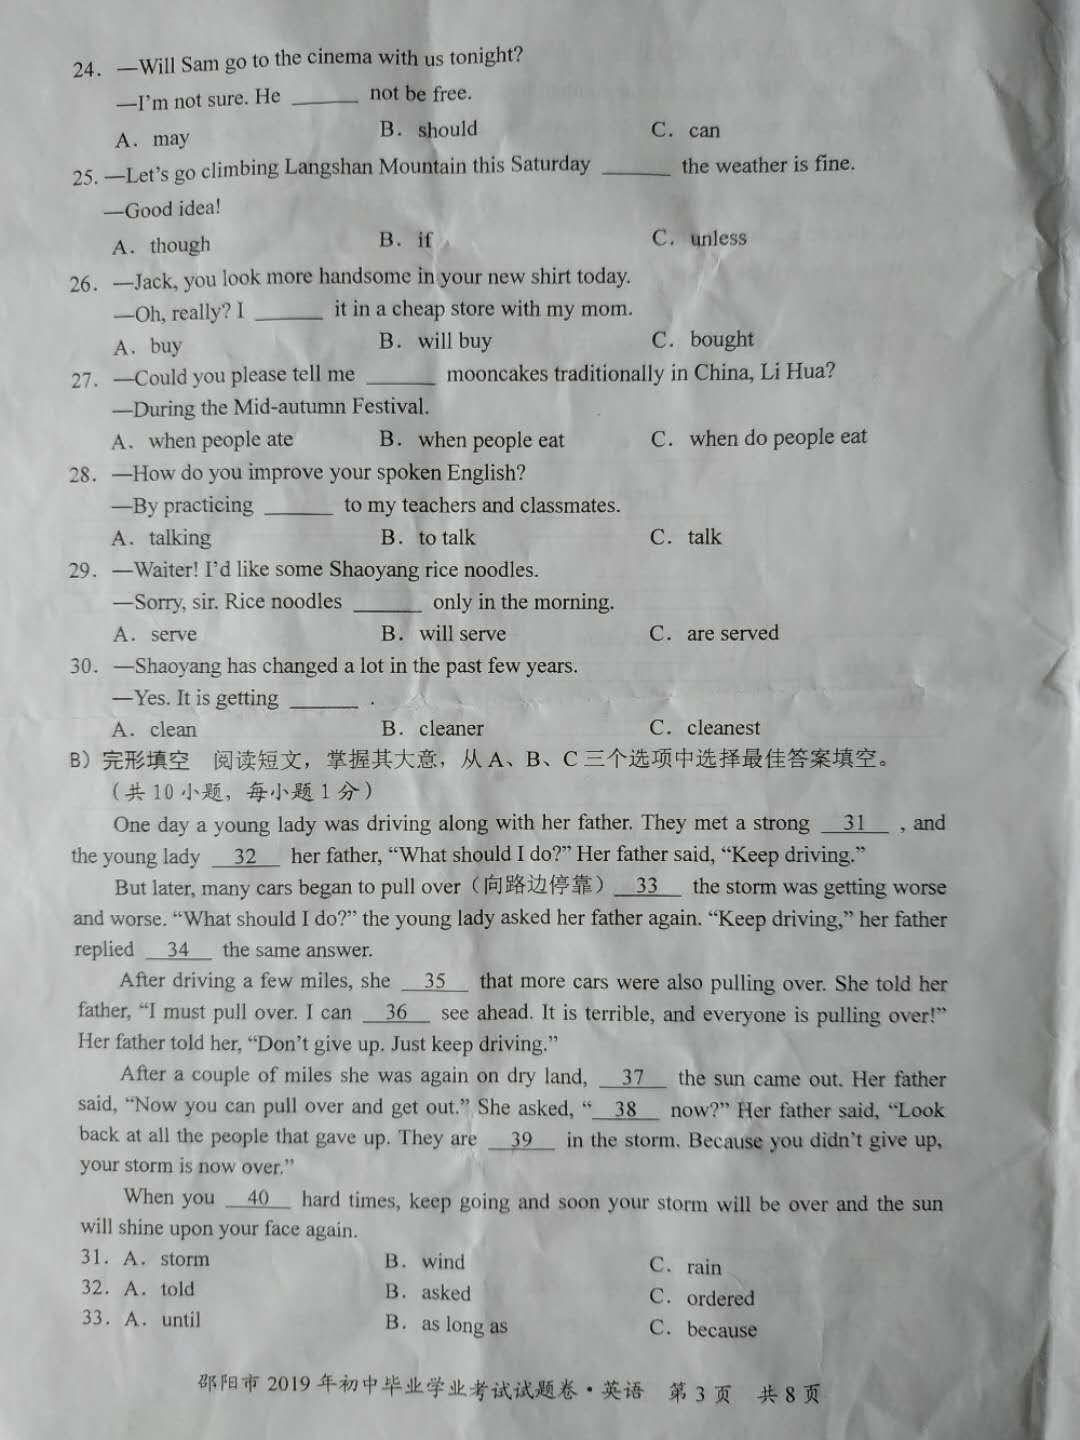 24. —Will Sam go to the cinema with us tonight?
—I'm not sure. He ______ not be free.
A. may B. should C. can
25. —Let's go climbing Langshan Mountain this Saturday ______ the weather is fine.
—Good idea!
A. though B. if C. unless
26. —Jack, you look more handsome in your new shirt today.
—Oh, really? I ______ it in a cheap store with my mom.
A. buy B. will buy C. bought
27. —Could you please tell me ______ mooncakes traditionally in China, Li Hua?
—During the Mid-autumn Festival.
A. when people ate B. when people eat C. when do people eat
28. —How do you improve your spoken English?
—By practicing ______ to my teachers and classmates.
A. talking B. to talk C. talk
29. —Waiter! I'd like some Shaoyang rice noodles.
—Sorry, sir. Rice noodles ______ only in the morning.
A. serve B. will serve C. are served
30. —Shaoyang has changed a lot in the past few years.
—Yes. It is getting ______ .
A. clean B. cleaner C. cleanest
B）完形填空 阅读短文，掌握其大意，从 A、B、C 三个选项中选择最佳答案填空。
（共 10 小题，每小题 1 分）
One day a young lady was driving along with her father. They met a strong 31 , and
the young lady 32 her father, “What should I do?” Her father said, “Keep driving.”
But later, many cars began to pull over（向路边停靠） 33 the storm was getting worse
and worse. “What should I do?” the young lady asked her father again. “Keep driving,” her father
replied 34 the same answer.
After driving a few miles, she 35 that more cars were also pulling over. She told her
father, “I must pull over. I can 36 see ahead. It is terrible, and everyone is pulling over!”
Her father told her, “Don't give up. Just keep driving.”
After a couple of miles she was again on dry land, 37 the sun came out. Her father
said, “Now you can pull over and get out.” She asked, “ 38 now?” Her father said, “Look
back at all the people that gave up. They are 39 in the storm. Because you didn't give up,
your storm is now over.”
When you 40 hard times, keep going and soon your storm will be over and the sun
will shine upon your face again.
31. A. storm B. wind C. rain
32. A. told B. asked C. ordered
33. A. until B. as long as C. because
邵阳市 2019 年初中毕业学业考试试题卷·英语 第 3 页 共 8 页